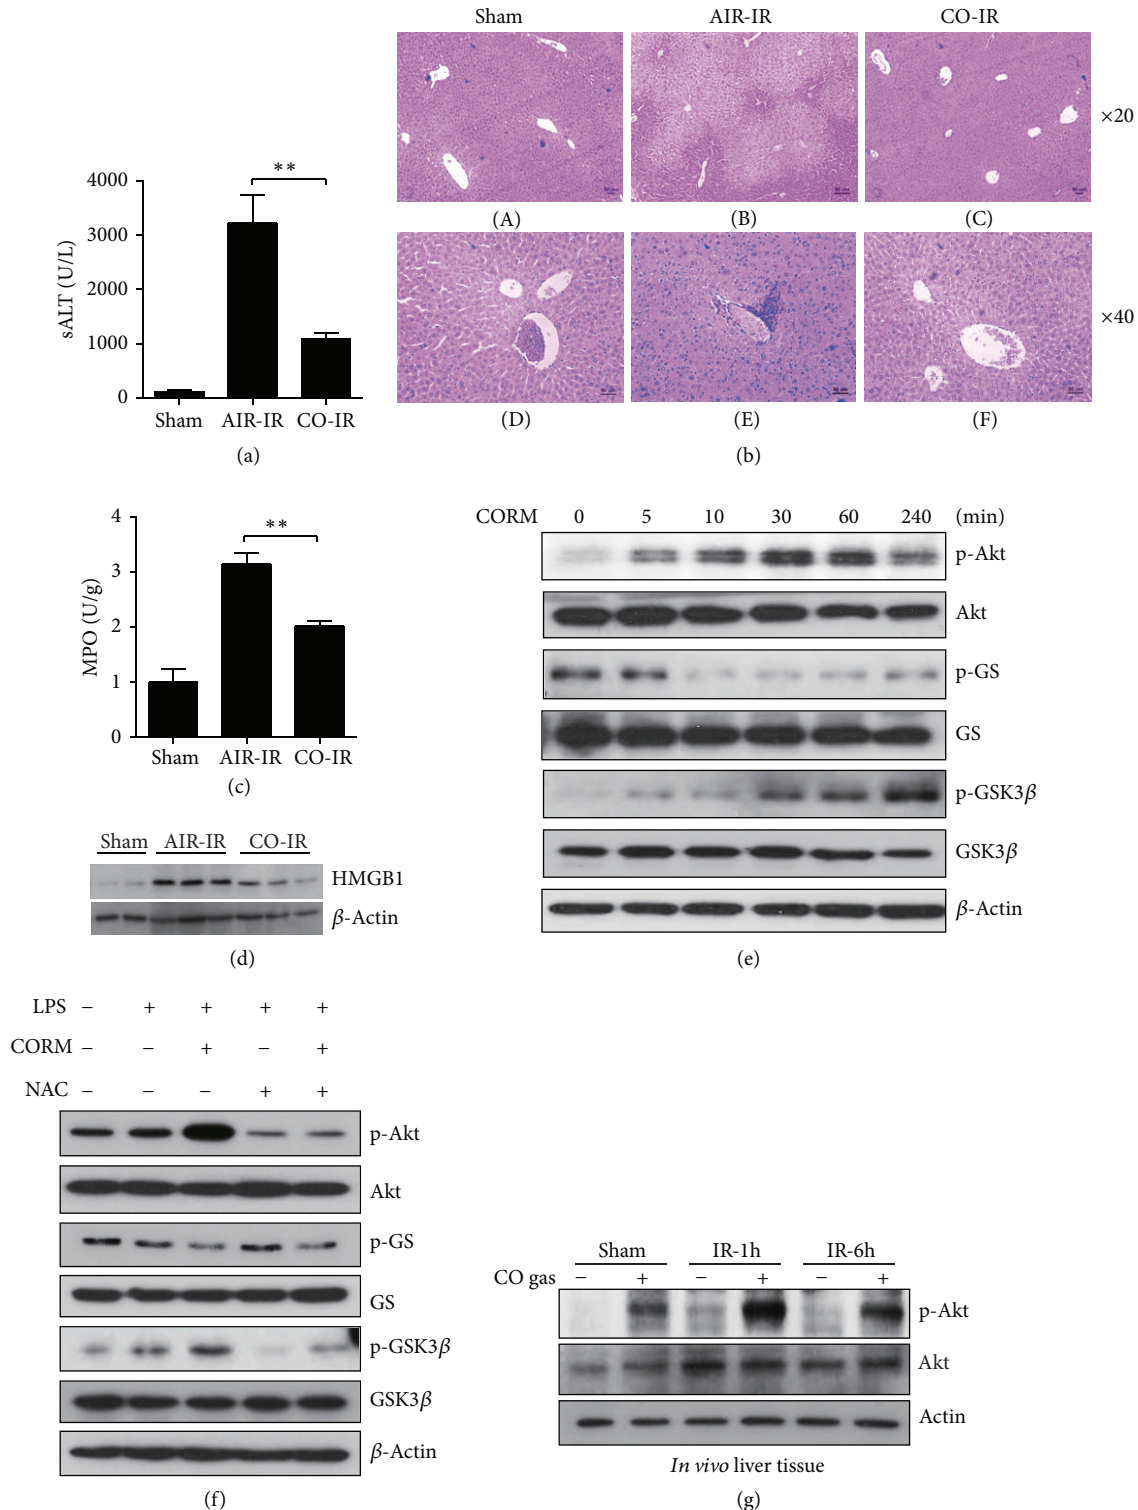 Sham AIR-IR CO-IR
×20
(A) (B) (C)
×40
(D) (E) (F)
(b)
**
4000
3000
2000
1000
0
sALT (U/L)
Sham AIR-IR CO-IR
(a)
**
4
3
2
1
0
MPO (U/g)
Sham AIR-IR CO-IR
(c)
Sham AIR-IR CO-IR
HMGB1
β-Actin
(d)
CORM 0 5 10 30 60 240 (min)
p-Akt
Akt
p-GS
GS
p-GSK3β
GSK3β
β-Actin
(e)
LPS − + + + +
CORM − − + − +
NAC − − − + +
p-Akt
Akt
p-GS
GS
p-GSK3β
GSK3β
β-Actin
(f)
Sham IR-1h IR-6h
CO gas − + − + − +
p-Akt
Akt
Actin
In vivo liver tissue
(g)